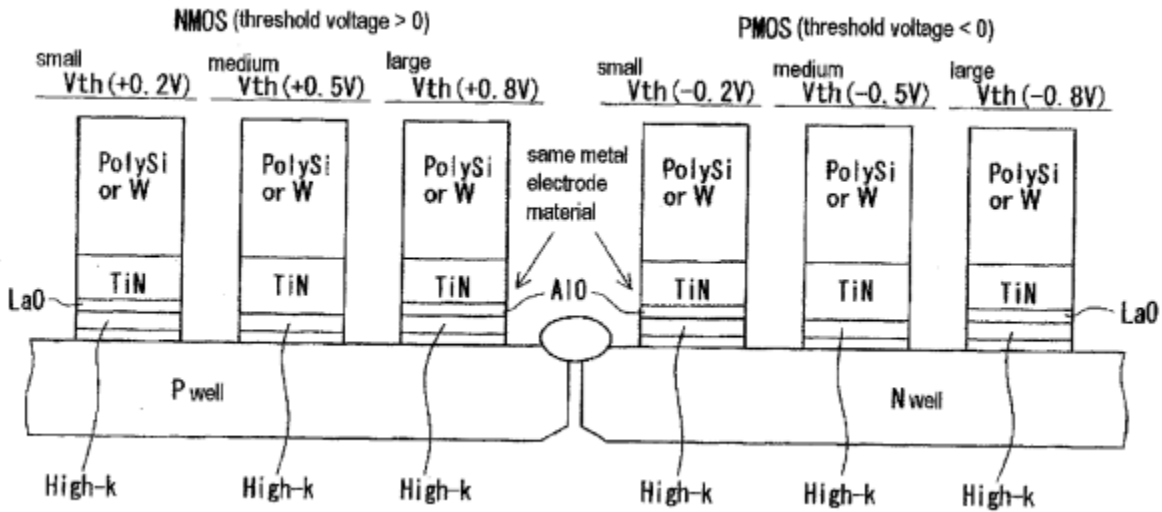 NMOS (threshold voltage > 0)
PMOS (threshold voltage < 0)
small
Vth (+0. 2V)
medium
Vth (+0. 5V)
large
Vth (+0. 8V)
small
Vth (-0. 2V)
medium
Vth (-0. 5V)
large
Vth (-0. 8V)
PolySi
or W
PolySi
or W
PolySi
or W
same metal
electrode
material
PolySi
or W
PolySi
or W
PolySi
or W
TiN
TiN
TiN
TiN
TiN
TiN
LaO
AlO
LaO
P well
N well
High-k
High-k
High-k
High-k
High-k
High-k